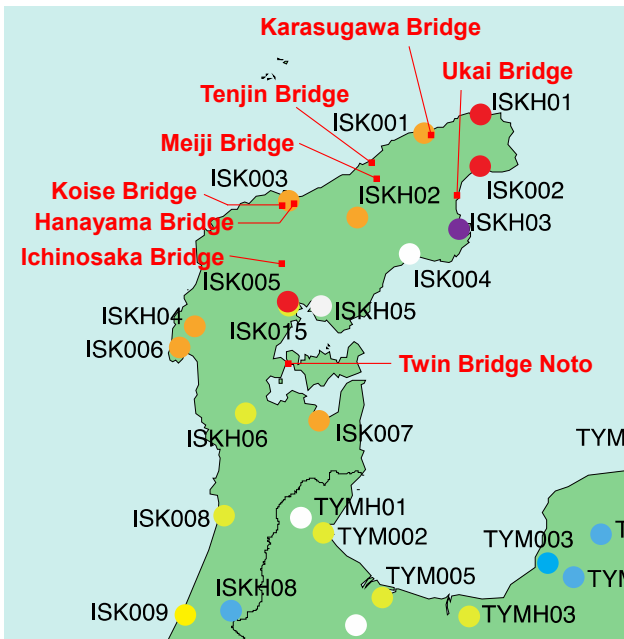 Karasugawa Bridge
Ukai Bridge
Tenjin Bridge
ISKH01
ISK001
Meiji Bridge
ISK003
ISKH02
ISK002
Koise Bridge
Hanayama Bridge
ISKH03
Ichinosaka Bridge
ISK004
ISK005
ISKH04
ISK015
ISKH05
ISK006
Twin Bridge Noto
ISKH06
ISK007
TYM
TYMH01
ISK008
TYM002
TYM003
T
TYM
TYM005
ISKH08
ISK009
TYMH03